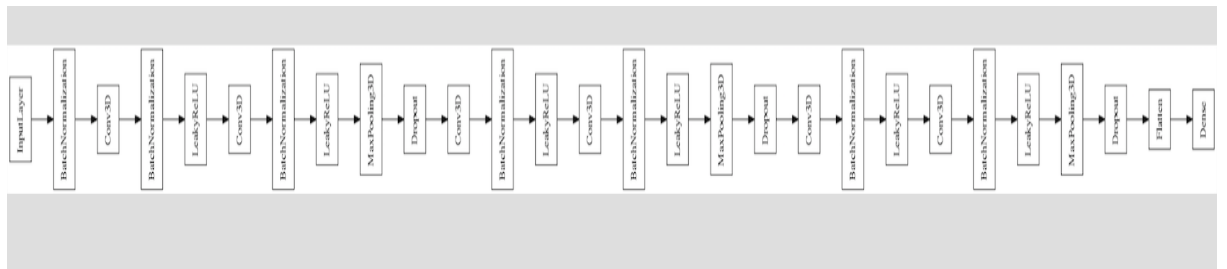 InputLayer
BatchNormalization
Conv3D
BatchNormalization
LeakyReLU
Conv3D
BatchNormalization
LeakyReLU
MaxPooling3D
Dropout
Conv3D
BatchNormalization
LeakyReLU
Conv3D
BatchNormalization
LeakyReLU
MaxPooling3D
Dropout
Conv3D
BatchNormalization
LeakyReLU
Conv3D
BatchNormalization
LeakyReLU
MaxPooling3D
Dropout
Flatten
Dense